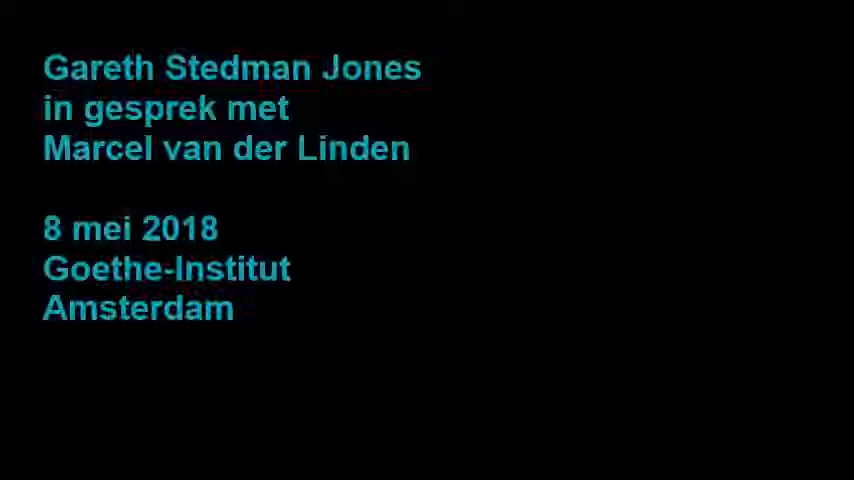 Gareth Stedman Jones
in gesprek met
Marcel van der Linden
8 mei 2018
Goethe-Institut
Amsterdam